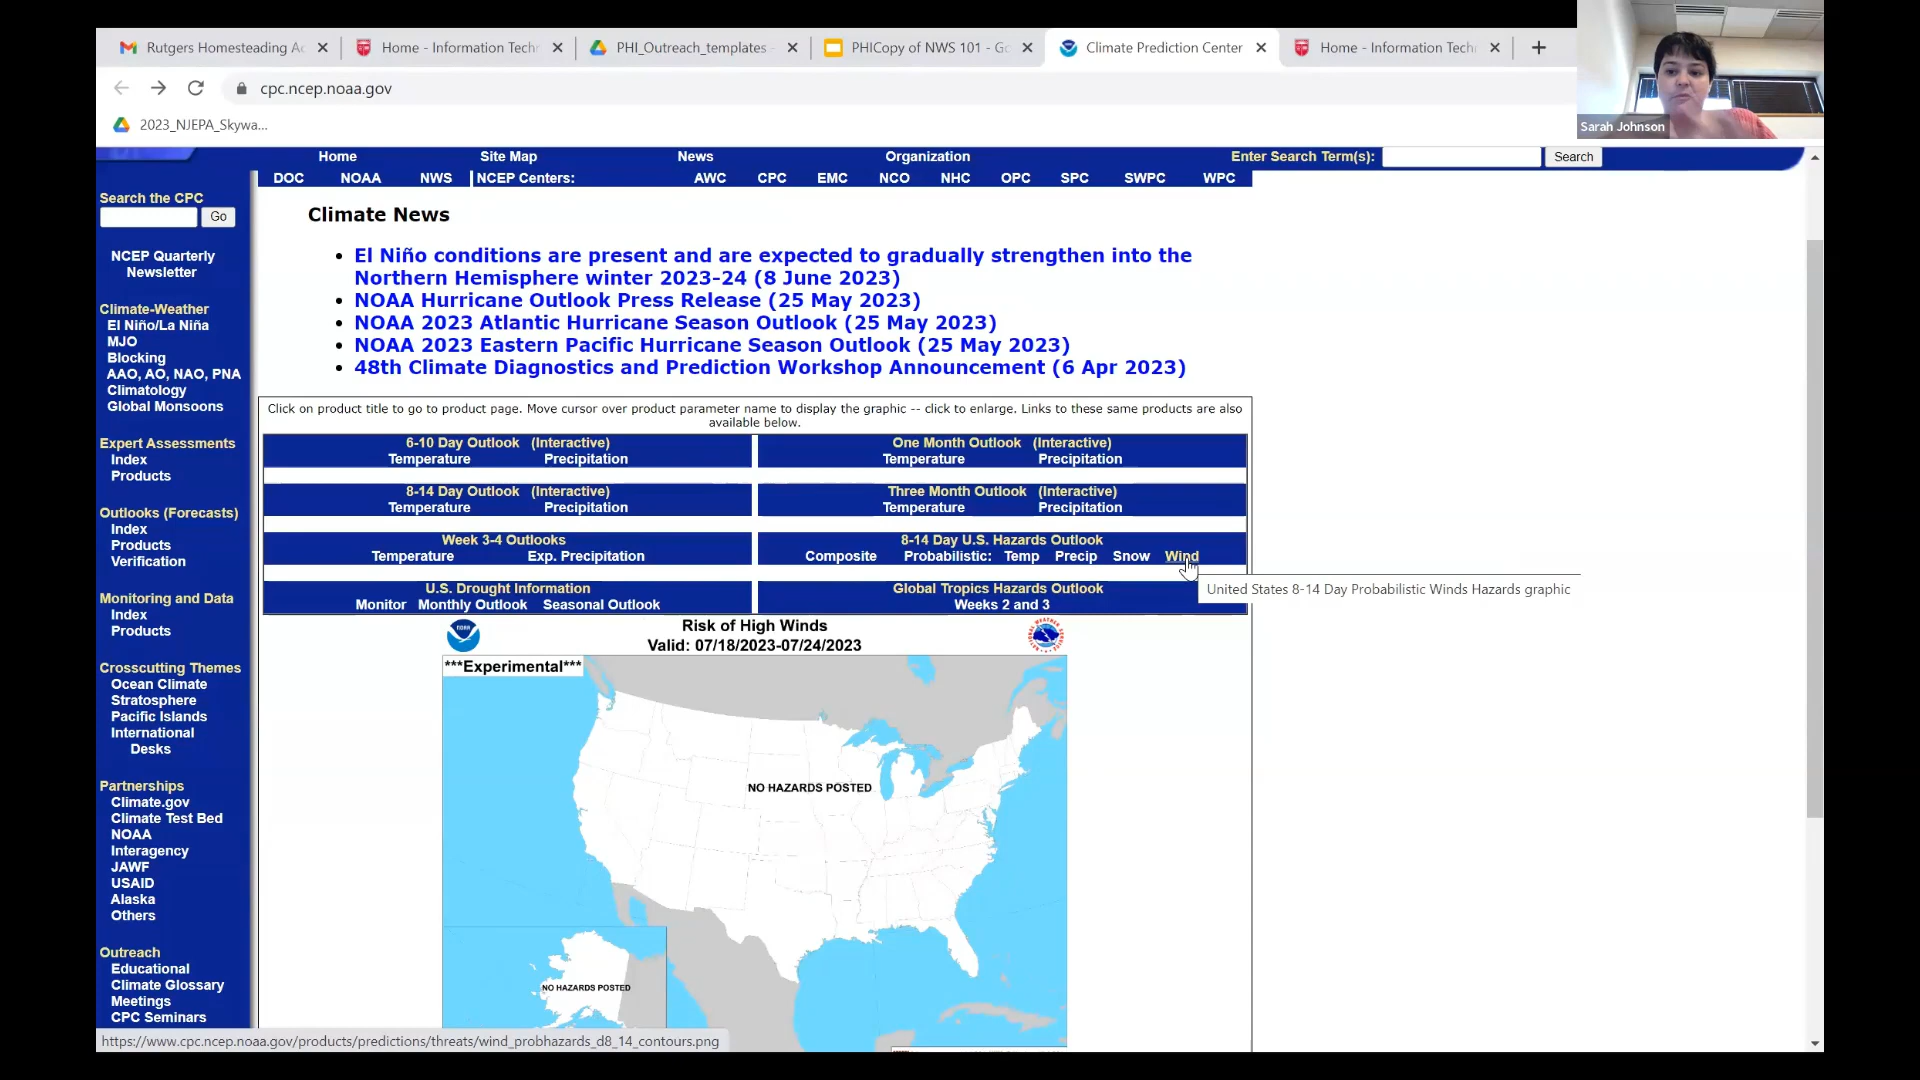 Rutgers Homesteading Ac
Home - Information Techn
PHI_Outreach_templates -
PHICopy of NWS 101 - Go
Climate Prediction Center
Home - Information Techn
cpc.ncep.noaa.gov
2023_NJEPA_Skywa...
Sarah Johnson
Home Site Map News Organization Enter Search Term(s): Search
DOC NOAA NWS NCEP Centers: AWC CPC EMC NCO NHC OPC SPC SWPC WPC
Search the CPC
Go
NCEP Quarterly
Newsletter
Climate-Weather
El Niño/La Niña
MJO
Blocking
AAO, AO, NAO, PNA
Climatology
Global Monsoons
Expert Assessments
Index
Products
Outlooks (Forecasts)
Index
Products
Verification
Monitoring and Data
Index
Products
Crosscutting Themes
Ocean Climate
Stratosphere
Pacific Islands
International
Desks
Partnerships
Climate.gov
Climate Test Bed
NOAA
Interagency
JAWF
USAID
Alaska
Others
Outreach
Educational
Climate Glossary
Meetings
CPC Seminars
Climate News
El Niño conditions are present and are expected to gradually strengthen into the
Northern Hemisphere winter 2023-24 (8 June 2023)
NOAA Hurricane Outlook Press Release (25 May 2023)
NOAA 2023 Atlantic Hurricane Season Outlook (25 May 2023)
NOAA 2023 Eastern Pacific Hurricane Season Outlook (25 May 2023)
48th Climate Diagnostics and Prediction Workshop Announcement (6 Apr 2023)
Click on product title to go to product page. Move cursor over product parameter name to display the graphic -- click to enlarge. Links to these same products are also
available below.
6-10 Day Outlook (Interactive)
Temperature Precipitation
One Month Outlook (Interactive)
Temperature Precipitation
8-14 Day Outlook (Interactive)
Temperature Precipitation
Three Month Outlook (Interactive)
Temperature Precipitation
Week 3-4 Outlooks
Temperature Exp. Precipitation
8-14 Day U.S. Hazards Outlook
Composite Probabilistic: Temp Precip Snow Wind
United States 8-14 Day Probabilistic Winds Hazards graphic
U.S. Drought Information
Monitor Monthly Outlook Seasonal Outlook
Global Tropics Hazards Outlook
Weeks 2 and 3
Risk of High Winds
Valid: 07/18/2023-07/24/2023
***Experimental***
NO HAZARDS POSTED
NO HAZARDS POSTED
https://www.cpc.ncep.noaa.gov/products/predictions/threats/wind_probhazards_d8_14_contours.png